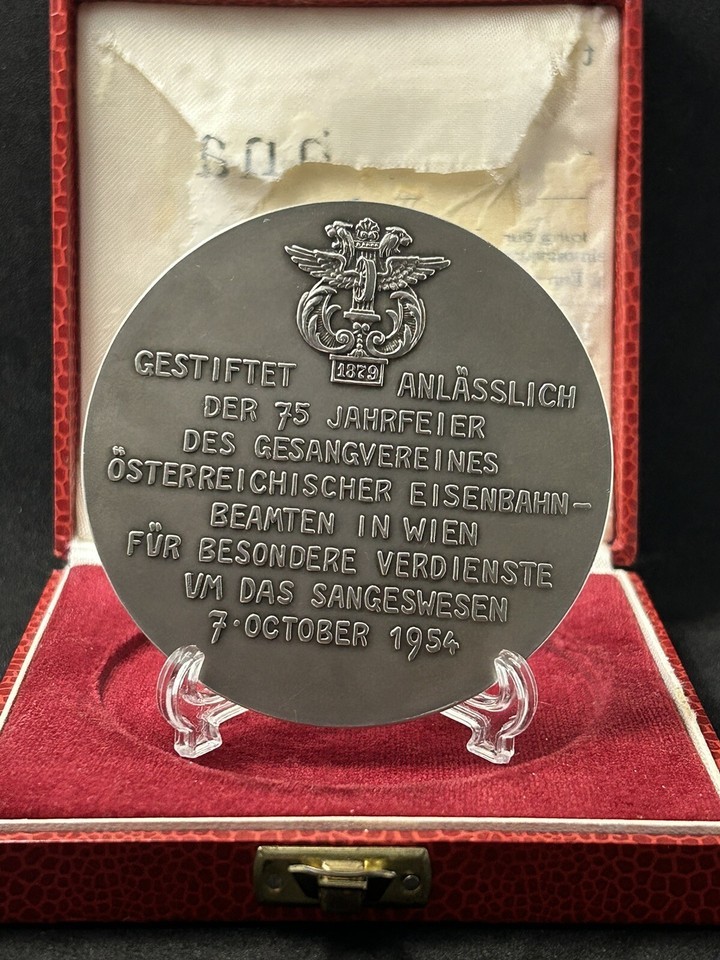 1879
GESTIFTET ANLÄSSLICH
DER 75 JAHRFEIER
DES GESANGVEREINES
ÖSTERREICHISCHER EISENBAHN-
BEAMTEN IN WIEN
FÜR BESONDERE VERDIENSTE
VM DAS SANGESWESEN
7·OCTOBER 1954